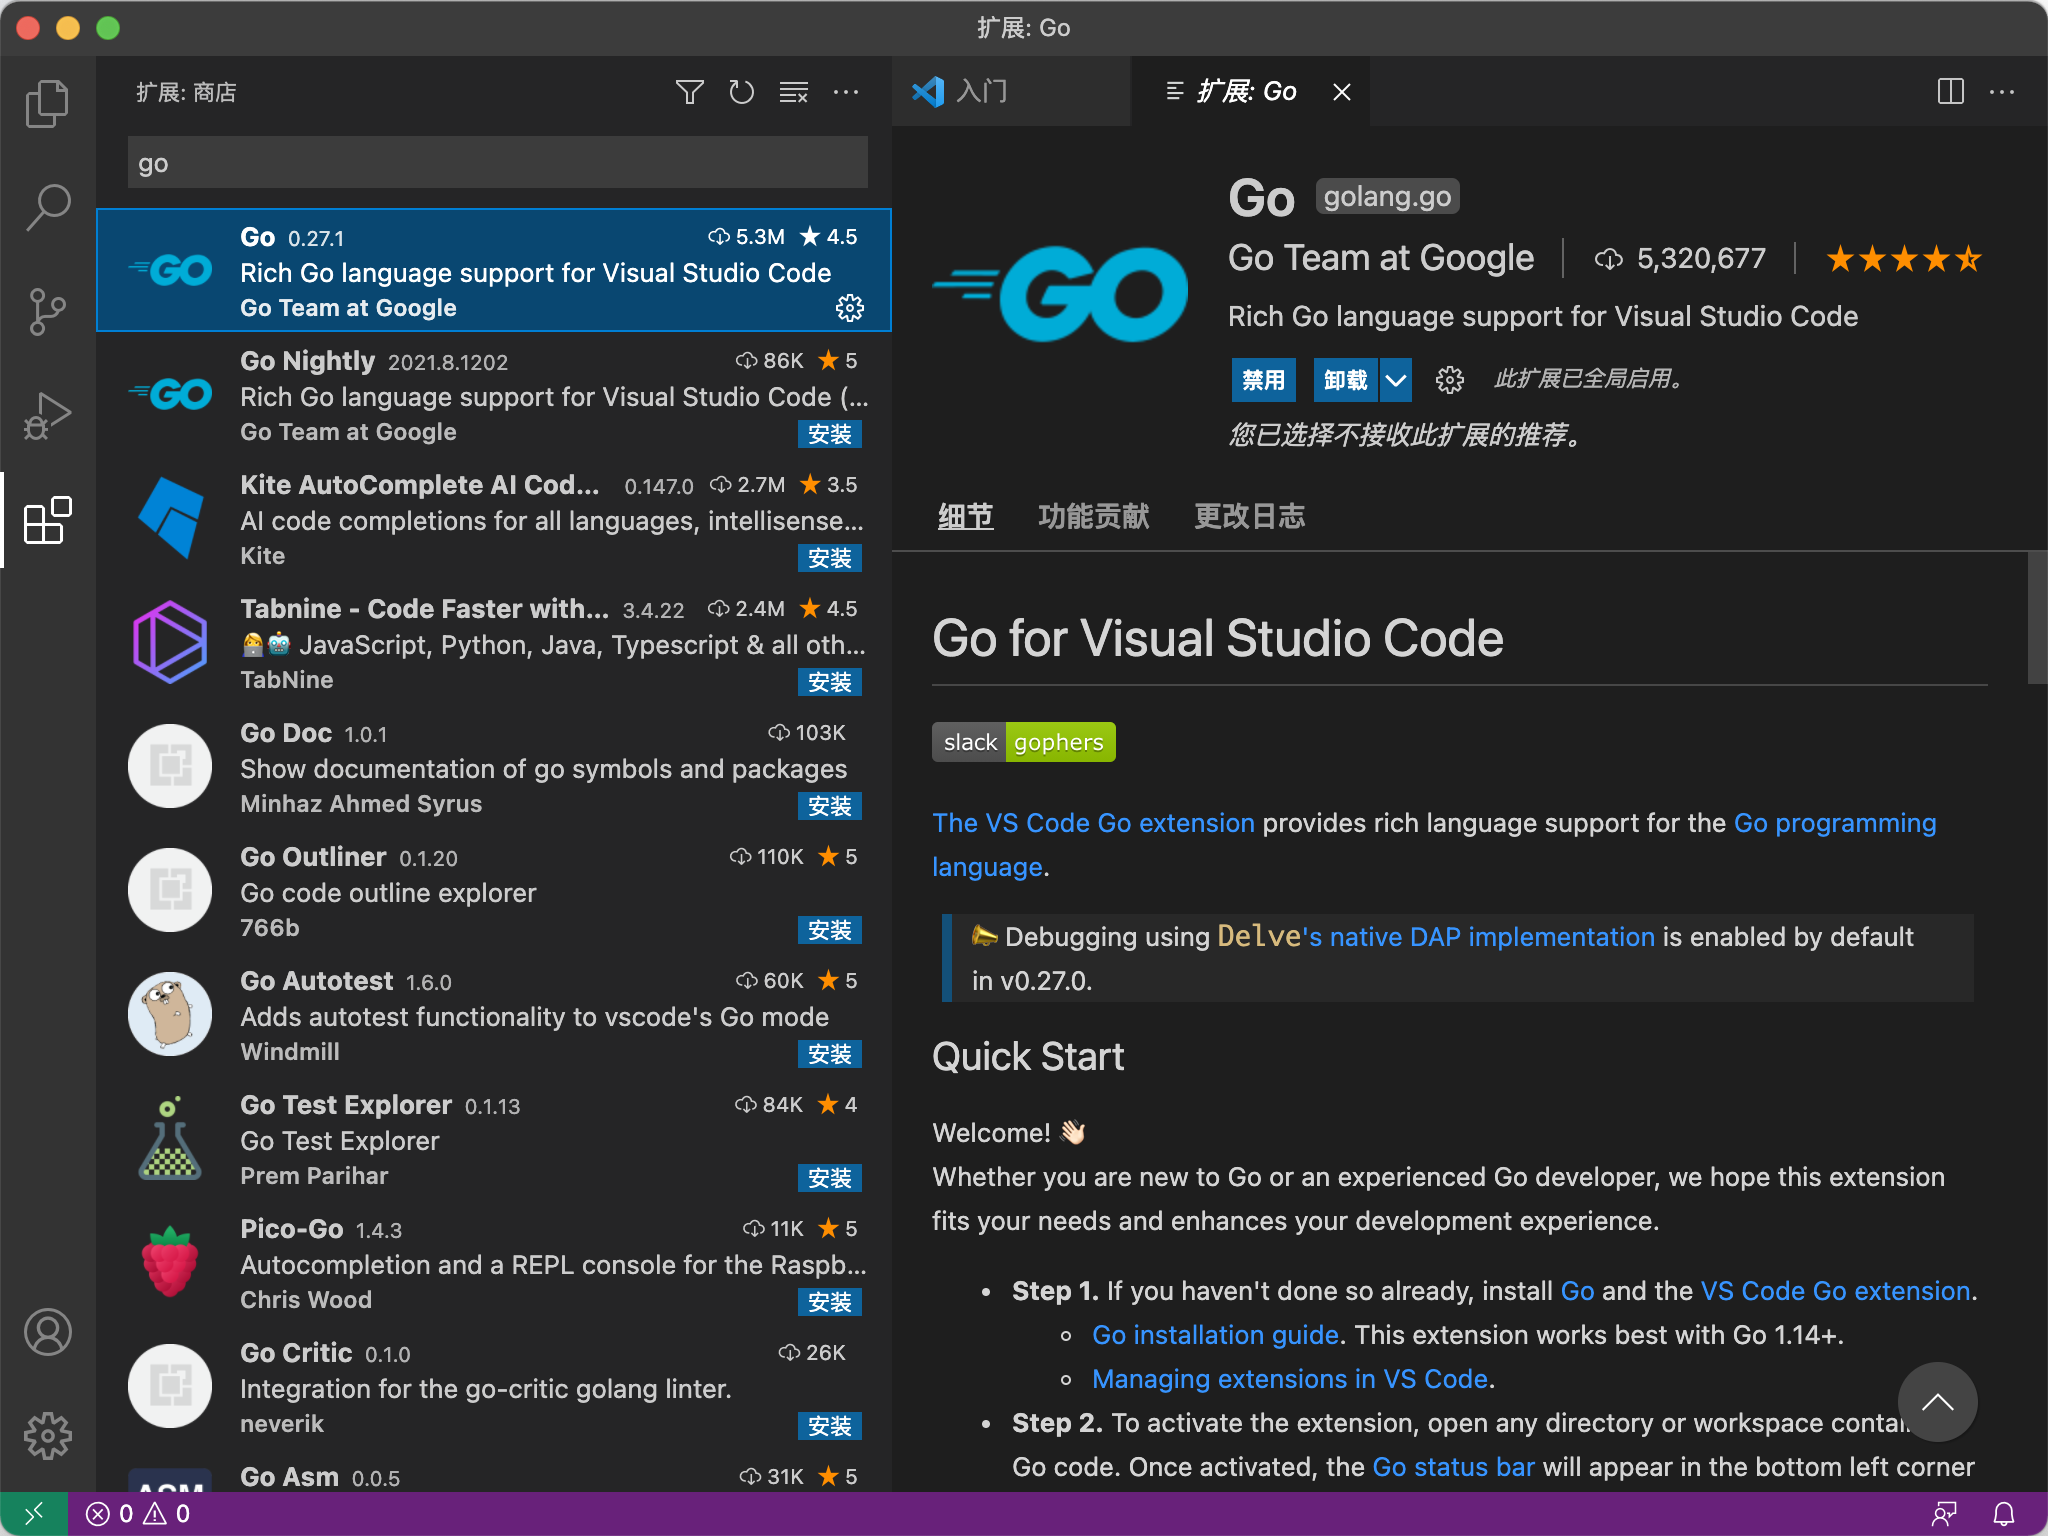 扩展: Go
扩展: 商店
go
Go 0.27.1 5.3M ★ 4.5
Rich Go language support for Visual Studio Code
Go Team at Google
Go Nightly 2021.8.1202 86K ★ 5
Rich Go language support for Visual Studio Code (...
Go Team at Google
安装
Kite AutoComplete AI Cod... 0.147.0 2.7M ★ 3.5
AI code completions for all languages, intellisense...
Kite
安装
Tabnine - Code Faster with... 3.4.22 2.4M ★ 4.5
JavaScript, Python, Java, Typescript & all oth...
TabNine
安装
Go Doc 1.0.1 103K
Show documentation of go symbols and packages
Minhaz Ahmed Syrus
安装
Go Outliner 0.1.20 110K ★ 5
Go code outline explorer
766b
安装
Go Autotest 1.6.0 60K ★ 5
Adds autotest functionality to vscode's Go mode
Windmill
安装
Go Test Explorer 0.1.13 84K ★ 4
Go Test Explorer
Prem Parihar
安装
Pico-Go 1.4.3 11K ★ 5
Autocompletion and a REPL console for the Raspb...
Chris Wood
安装
Go Critic 0.1.0 26K
Integration for the go-critic golang linter.
neverik
安装
ASM
Go Asm 0.0.5 31K ★ 5
入门
扩展: Go
GO
Go golang.go
Go Team at Google 5,320,677
Rich Go language support for Visual Studio Code
禁用 卸载 此扩展已全局启用。
您已选择不接收此扩展的推荐。
细节 功能贡献 更改日志
Go for Visual Studio Code
slack gophers
The VS Code Go extension provides rich language support for the Go programming
language.
Debugging using Delve's native DAP implementation is enabled by default
in v0.27.0.
Quick Start
Welcome! 👋
Whether you are new to Go or an experienced Go developer, we hope this extension
fits your needs and enhances your development experience.
• Step 1. If you haven't done so already, install Go and the VS Code Go extension.
Go installation guide. This extension works best with Go 1.14+.
Managing extensions in VS Code.
• Step 2. To activate the extension, open any directory or workspace
Go code. Once activated, the Go status bar will appear in the bottom left corner
0 0